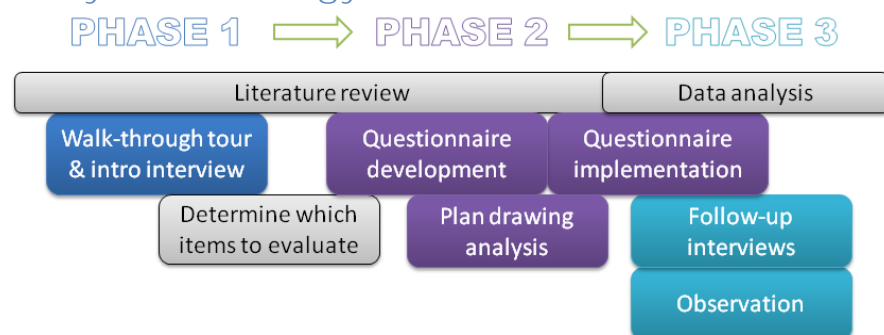 PHASE 1 PHASE 2 PHASE 3
Literature review Data analysis
Walk-through tour
& intro interview
Questionnaire
development
Questionnaire
implementation
Determine which
items to evaluate
Plan drawing
analysis
Follow-up
interviews
Observation